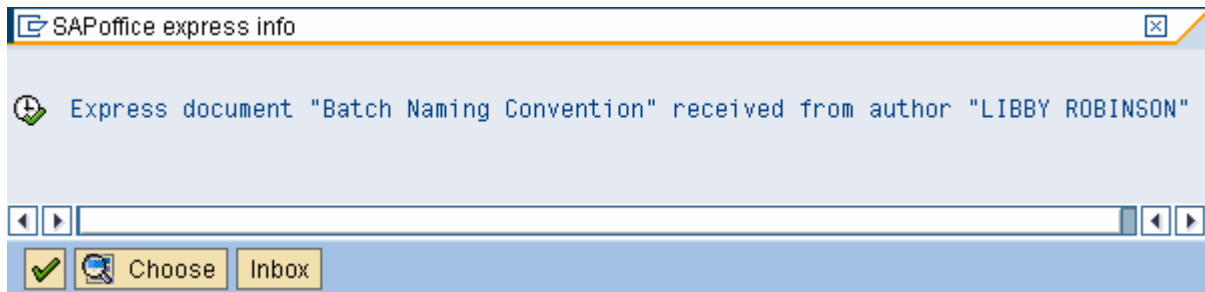 SAPoffice express info
Express document "Batch Naming Convention" received from author "LIBBY ROBINSON"
Choose Inbox